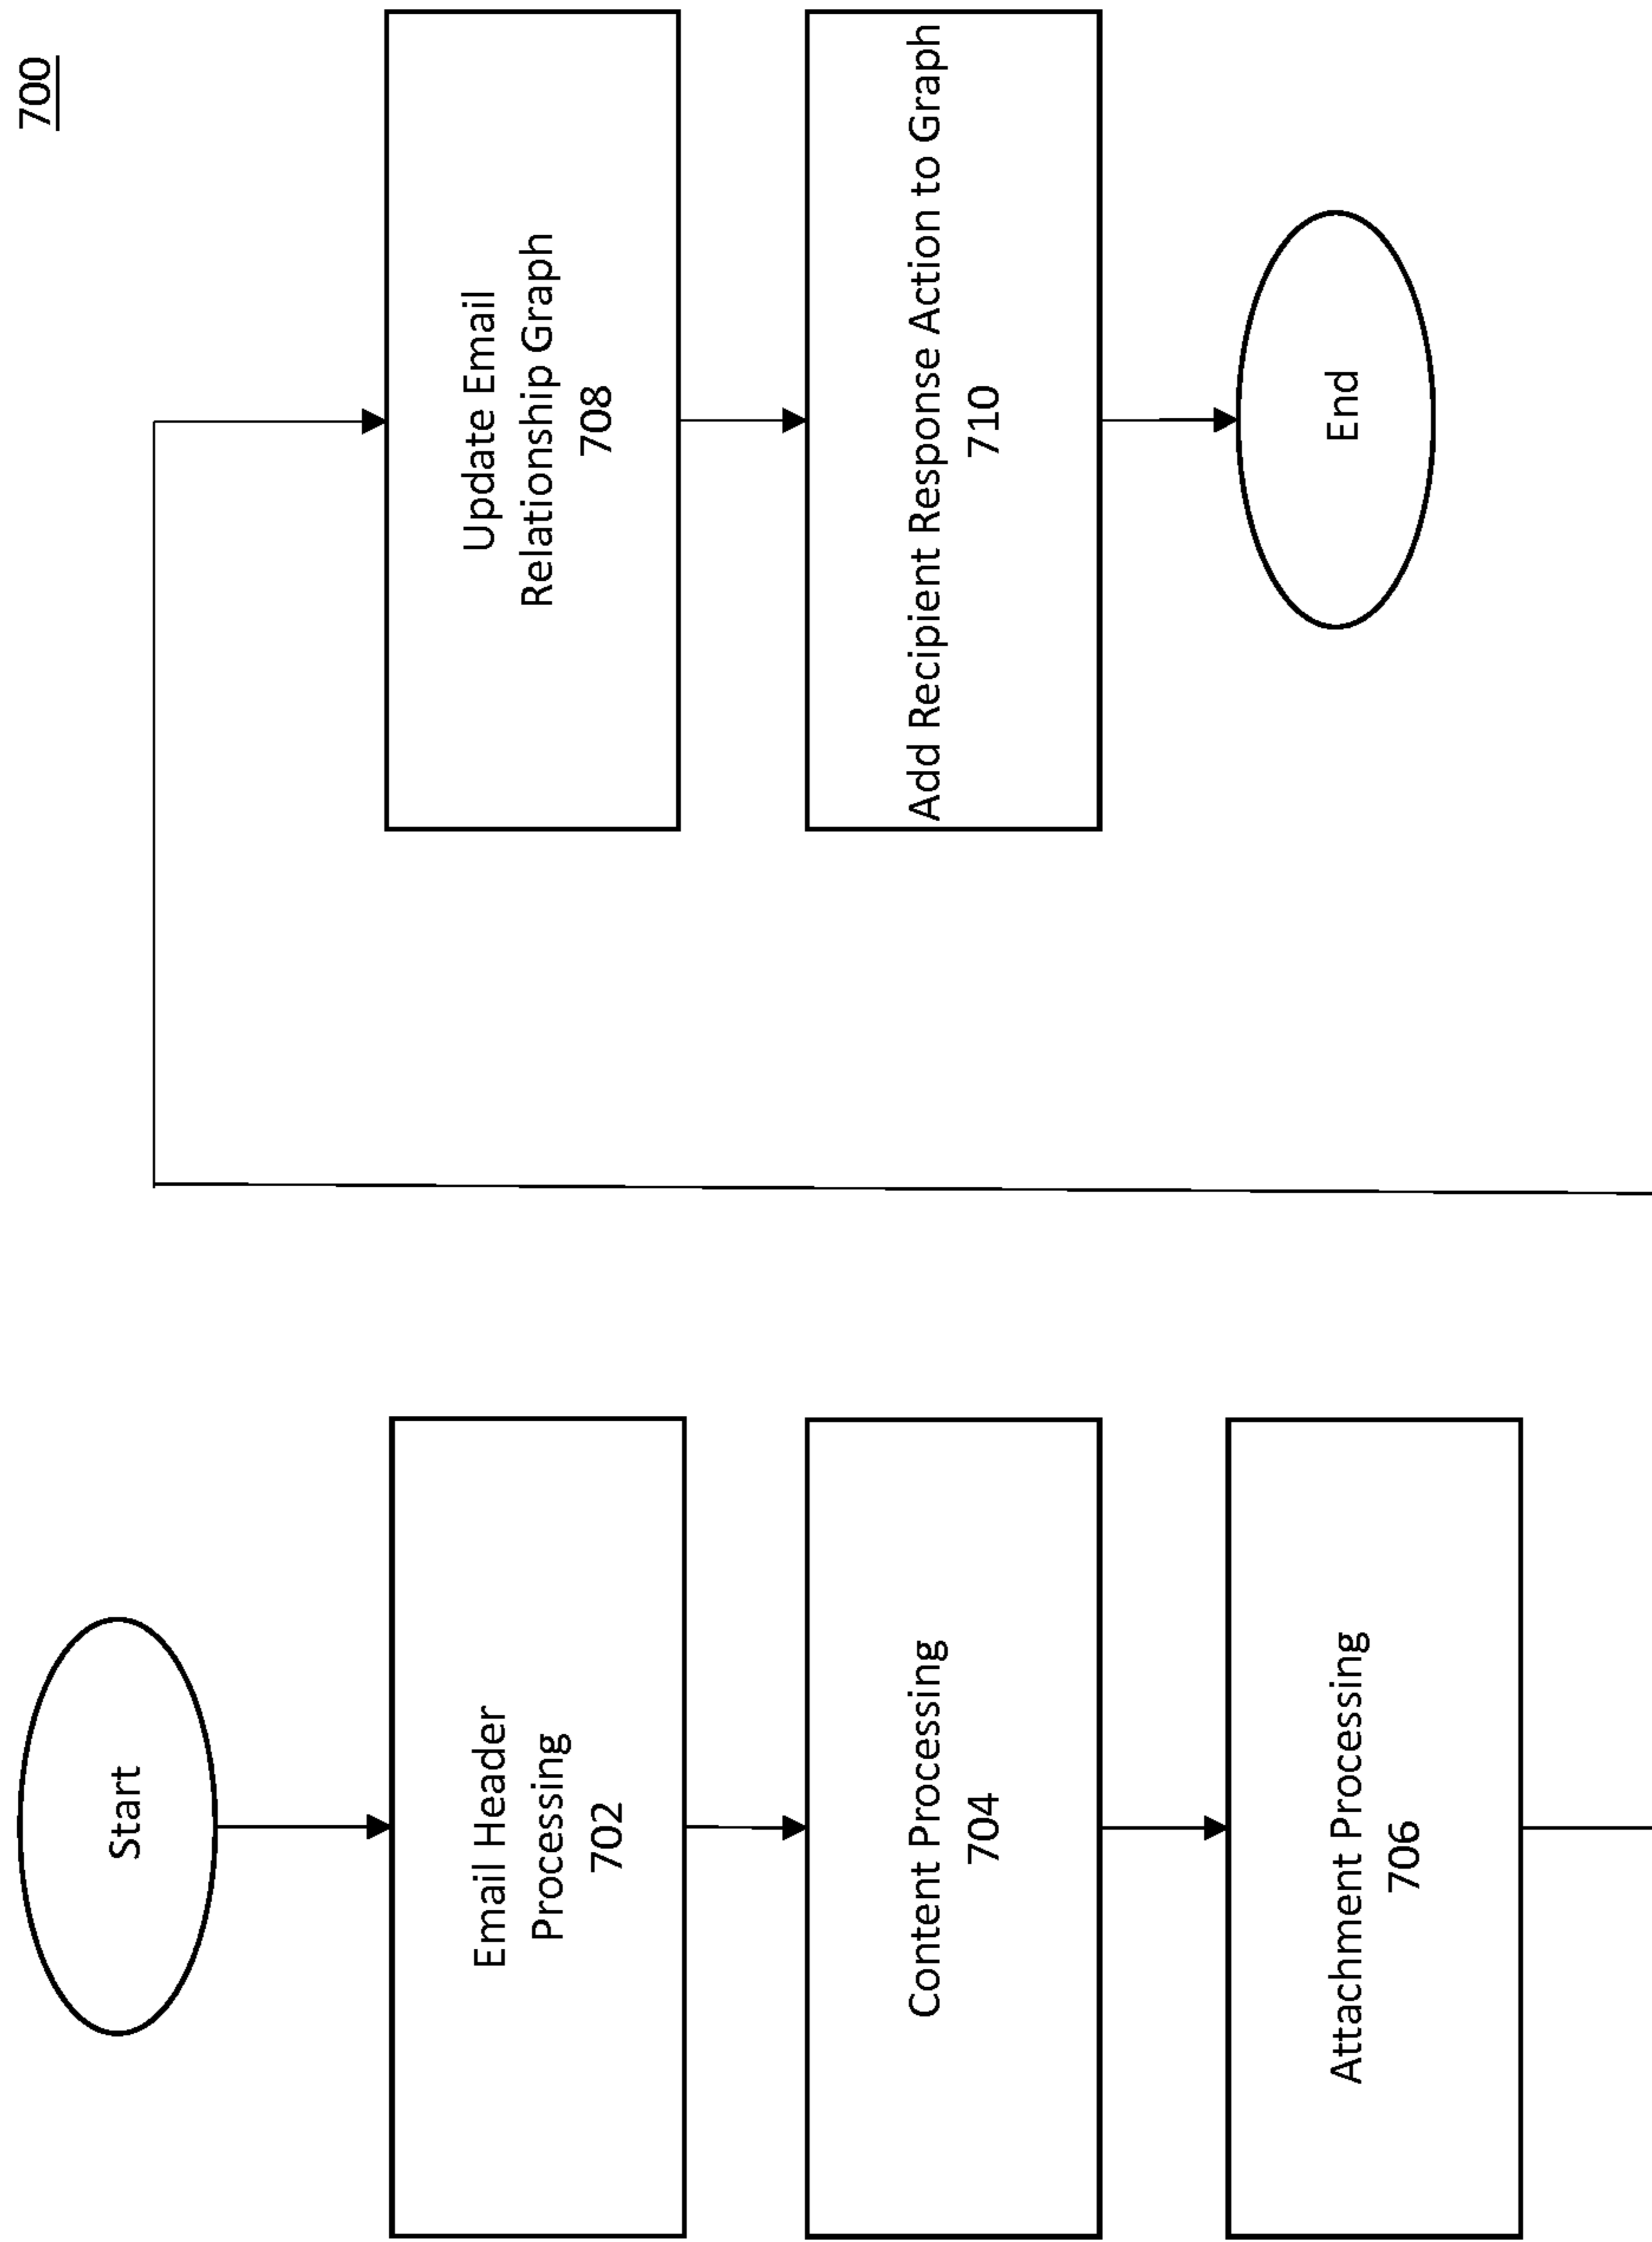 700
Start
Email Header
Processing
702
Content Processing
704
Attachment Processing
706
Update Email
Relationship Graph
708
Add Recipient Response Action to Graph
710
End